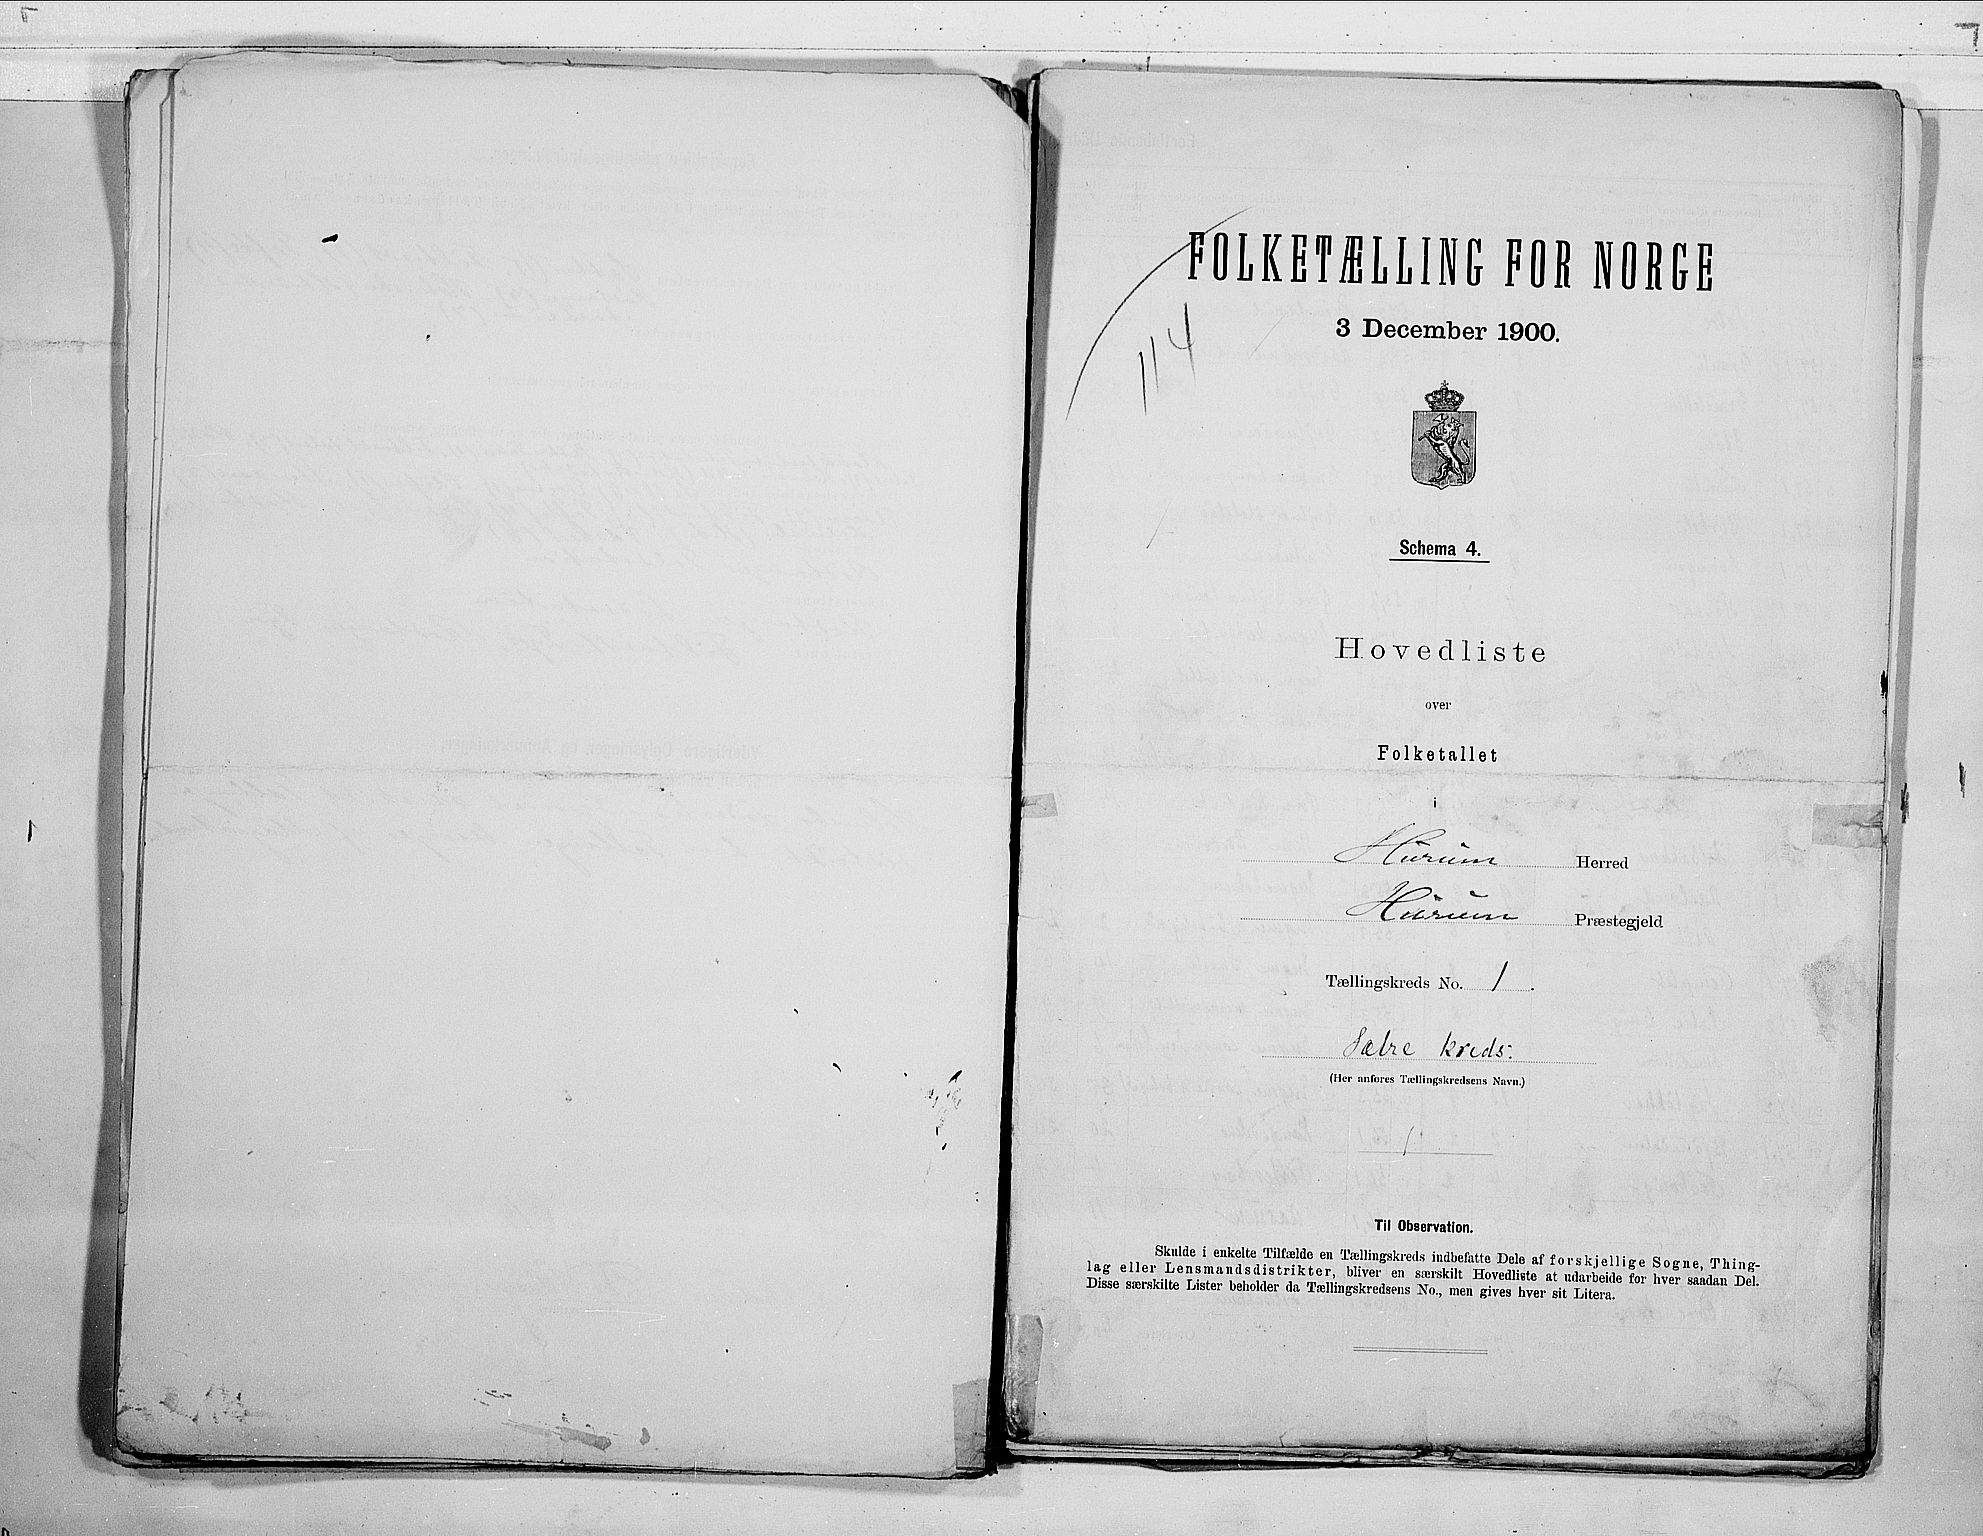 FOLKETÆLLING FOR NORGE
3 December 1900.
114
Schema 4.
Hovedliste
over
Folketallet
i
Hurum Herred
Hurum Præstegjeld
Tællingskreds No. 1.
Sætre kreds.
(Her anføres Tællingskredsens Navn.)
Til Observation.
Skulde i enkelte Tilfælde en Tællingskreds indbefatte Dele af forskjellige Sogne, Thing-
lag eller Lensmandsdistrikter, bliver en særskilt Hovedliste at udarbeide for hver saadan Del.
Disse særskilte Lister beholder da Tællingskredsens No., men gives hver sit Litera.